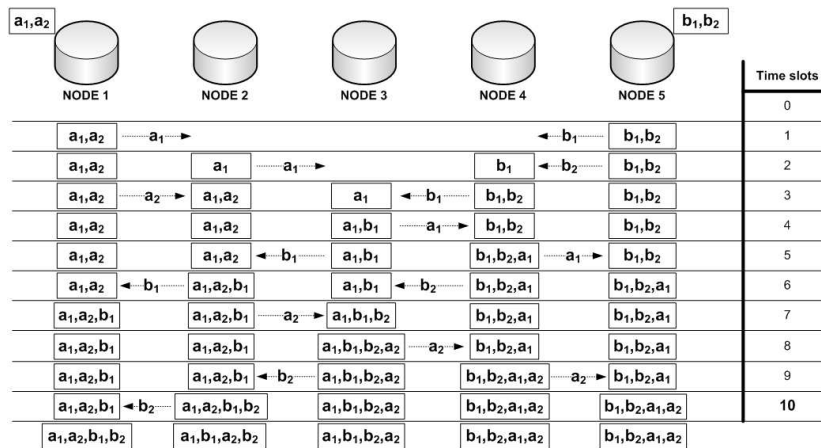 a₁,a₂ b₁,b₂
NODE 1 NODE 2 NODE 3 NODE 4 NODE 5 Time slots
0
a₁,a₂ a₁ b₁ b₁,b₂ 1
a₁,a₂ a₁ a₁ b₁ b₂ b₁,b₂ 2
a₁,a₂ a₂ a₁,a₂ a₁ b₁ b₁,b₂ b₁,b₂ 3
a₁,a₂ a₁,a₂ a₁,b₁ a₁ b₁,b₂ b₁,b₂ 4
a₁,a₂ a₁,a₂ b₁ a₁,b₁ b₁,b₂,a₁ a₁ b₁,b₂ 5
a₁,a₂ b₁ a₁,a₂,b₁ a₁,b₁ b₂ b₁,b₂,a₁ b₁,b₂,a₁ 6
a₁,a₂,b₁ a₁,a₂,b₁ a₂ a₁,b₁,b₂ b₁,b₂,a₁ b₁,b₂,a₁ 7
a₁,a₂,b₁ a₁,a₂,b₁ a₁,b₁,b₂,a₂ a₂ b₁,b₂,a₁ b₁,b₂,a₁ 8
a₁,a₂,b₁ a₁,a₂,b₁ b₂ a₁,b₁,b₂,a₂ b₁,b₂,a₁,a₂ a₂ b₁,b₂,a₁ 9
a₁,a₂,b₁ b₂ a₁,a₂,b₁,b₂ a₁,b₁,b₂,a₂ b₁,b₂,a₁,a₂ b₁,b₂,a₁,a₂ 10
a₁,a₂,b₁,b₂ a₁,b₁,a₂,b₂ a₁,b₁,b₂,a₂ b₁,b₂,a₁,a₂ b₁,b₂,a₁,a₂